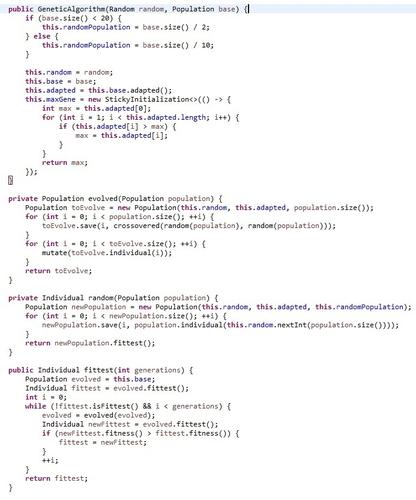 public GeneticAlgorithm(Random random, Population base) {
if (base.size() < 20) {
this.randomPopulation = base.size() / 2;
} else {
this.randomPopulation = base.size() / 10;
}
this.random = random;
this.base = base;
this.adapted = this.base.adapted();
this.maxGene = new StickyInitialization<>(() -> {
int max = this.adapted[0];
for (int i = 1; i < this.adapted.length; i++) {
if (this.adapted[i] > max) {
max = this.adapted[i];
}
}
return max;
});
}
private Population evolved(Population population) {
Population toEvolve = new Population(this.random, this.adapted, population.size());
for (int i = 0; i < population.size(); ++i) {
toEvolve.save(i, crossovered(random(population), random(population)));
}
for (int i = 0; i < toEvolve.size(); ++i) {
mutate(toEvolve.individual(i));
}
return toEvolve;
}
private Individual random(Population population) {
Population newPopulation = new Population(this.random, this.adapted, this.randomPopulation);
for (int i = 0; i < newPopulation.size(); ++i) {
newPopulation.save(i, population.individual(this.random.nextInt(population.size())));
}
return newPopulation.fittest();
}
public Individual fittest(int generations) {
Population evolved = this.base;
Individual fittest = evolved.fittest();
int i = 0;
while (!fittest.isFittest() && i < generations) {
evolved = evolved(evolved);
Individual newFittest = evolved.fittest();
if (newFittest.fitness() > fittest.fitness()) {
fittest = newFittest;
}
++i;
}
return fittest;
}